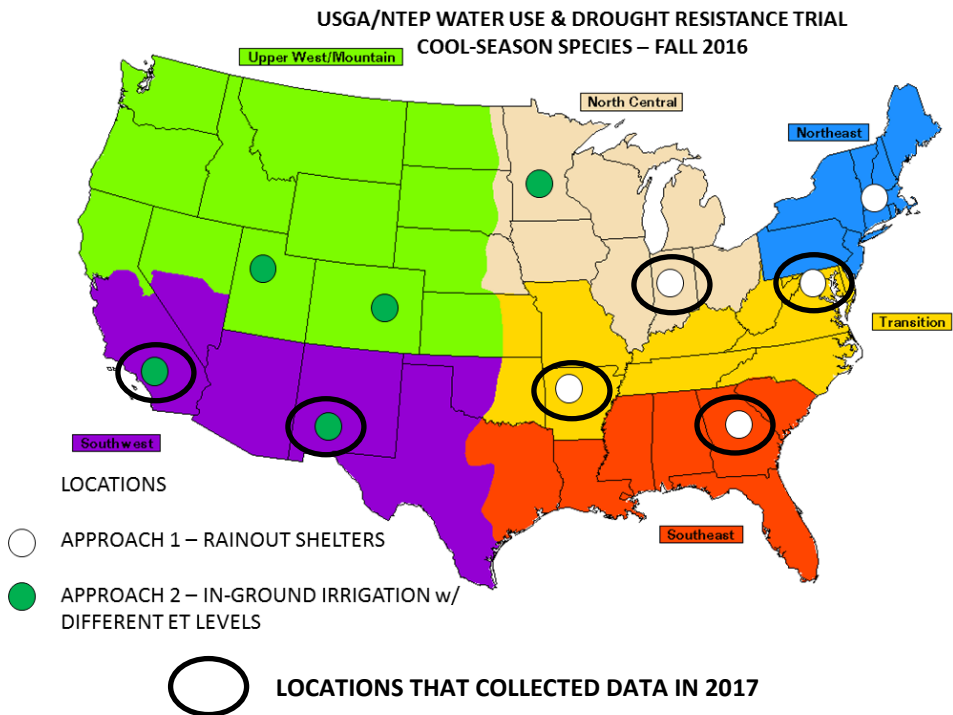 USGA/NTEP WATER USE & DROUGHT RESISTANCE TRIAL
COOL-SEASON SPECIES – FALL 2016
Upper West/Mountain
North Central
Northeast
Transition
Southwest
Southeast
LOCATIONS
APPROACH 1 – RAINOUT SHELTERS
APPROACH 2 – IN-GROUND IRRIGATION w/
DIFFERENT ET LEVELS
LOCATIONS THAT COLLECTED DATA IN 2017